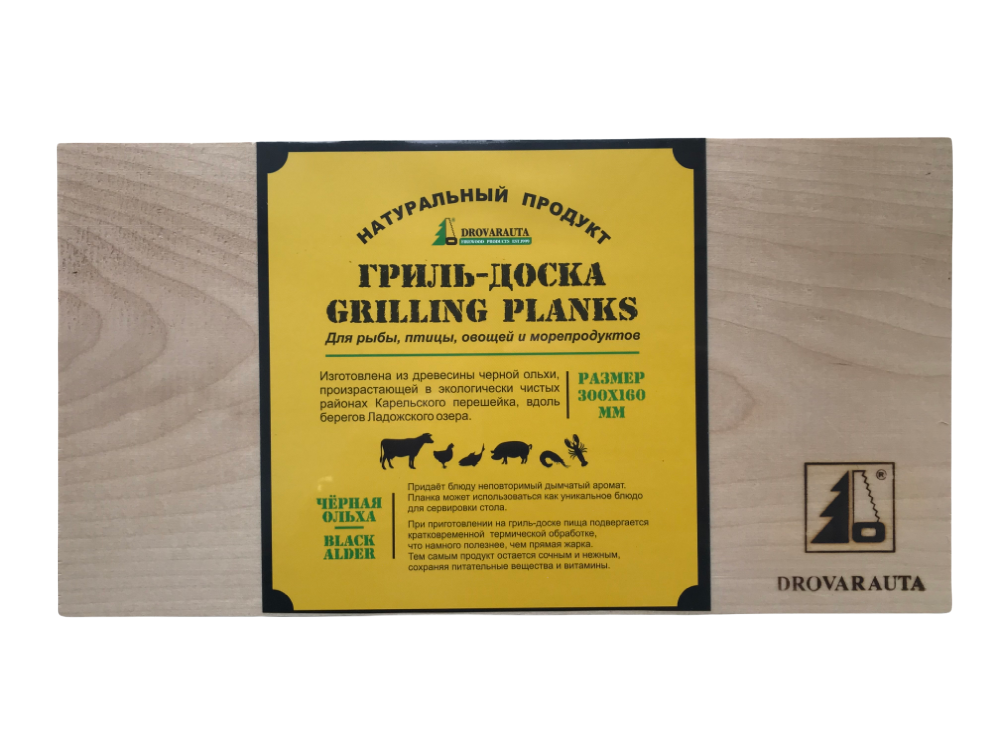 НАТУРАЛЬНЫЙ ПРОДУКТ
DROVARAUTA
FIREWOOD PRODUCTS
ГРИЛЬ-ДОСКА
GRILLING PLANKS
Для рыбы, птицы, овощей и морепродуктов
Изготовлена из древесины черной ольхи,
произрастающей в экологически чистых
районах Карельского перешейка, вдоль
берегов Ладожского озера.
РАЗМЕР
300X160
ММ
ЧЁРНАЯ
ОЛЬХА
BLACK
ALDER
Придаёт блюду неповторимый дымчатый аромат.
Планка может использоваться как уникальное блюдо
для сервировки стола.
При приготовлении на гриль-доске пища подвергается
кратковременной термической обработке,
что намного полезнее, чем прямая жарка.
Тем самым продукт остается сочным и нежным,
сохраняя питательные вещества и витамины.
®
DROVARAUTA